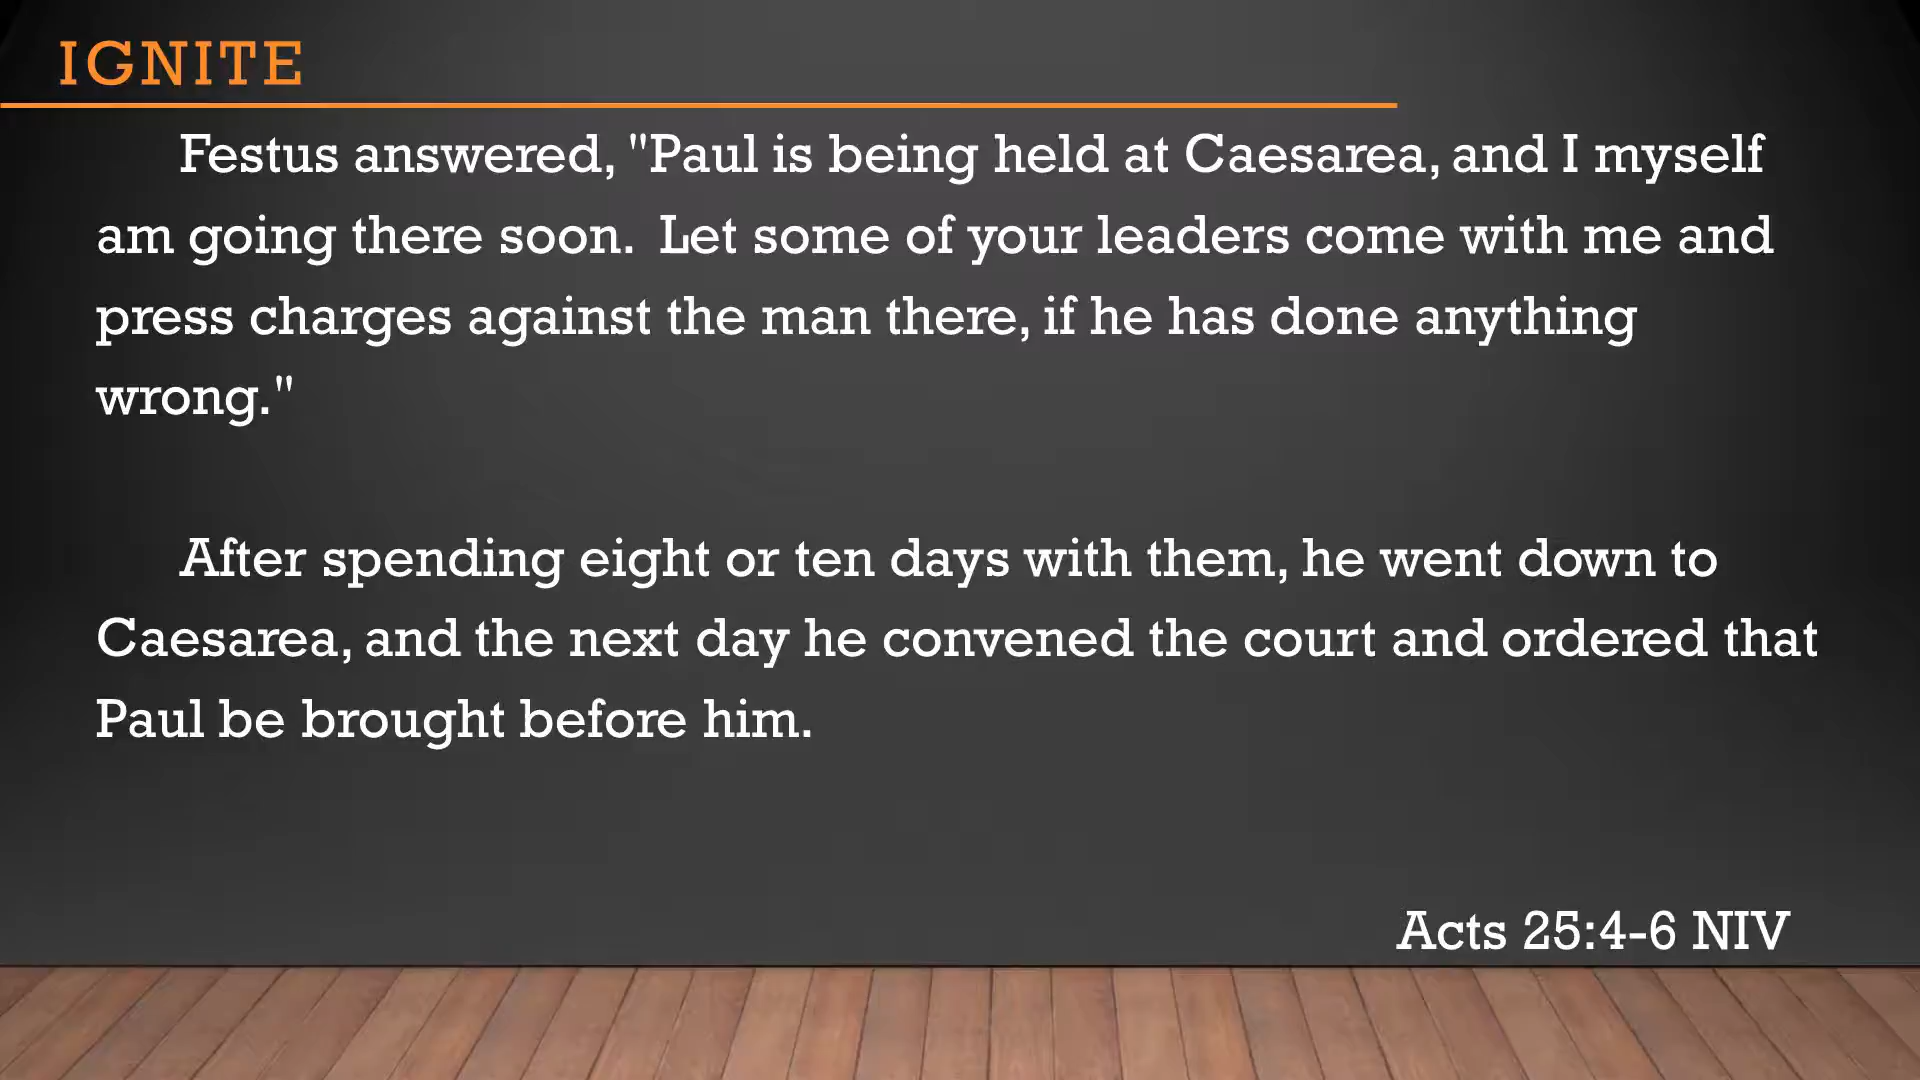 IGNITE
Festus answered, "Paul is being held at Caesarea, and I myself
am going there soon.  Let some of your leaders come with me and
press charges against the man there, if he has done anything
wrong."
After spending eight or ten days with them, he went down to
Caesarea, and the next day he convened the court and ordered that
Paul be brought before him.
Acts 25:4-6 NIV